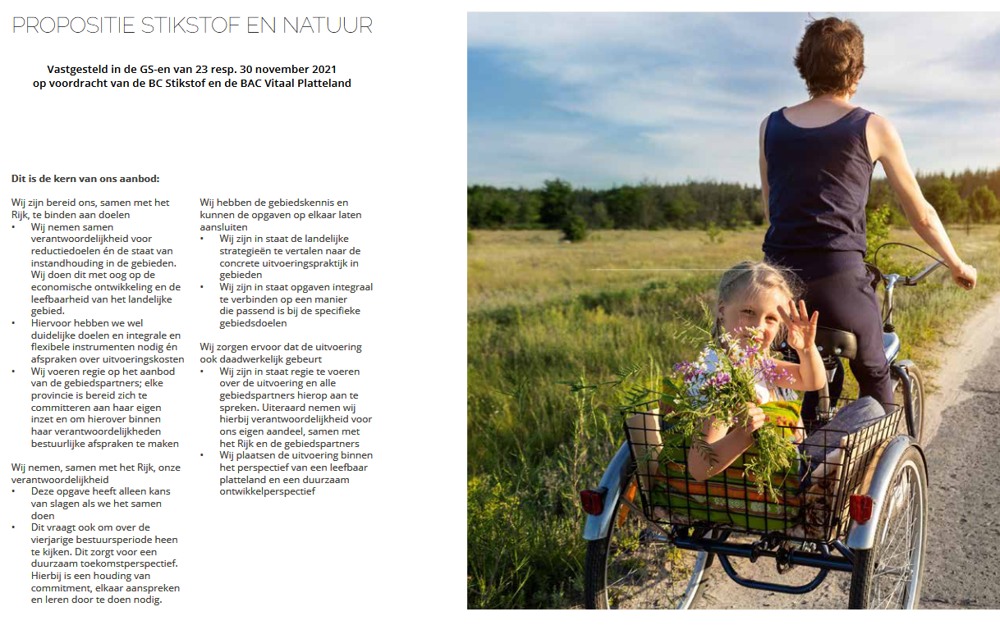 PROPOSITIE STIKSTOF EN NATUUR
Vastgesteld in de GS-en van 23 resp. 30 november 2021
op voordracht van de BC Stikstof en de BAC Vitaal Platteland
Dit is de kern van ons aanbod:
Wij zijn bereid ons, samen met het
Rijk, te binden aan doelen
• Wij nemen samen
verantwoordelijkheid voor
reductiedoelen én de staat van
instandhouding in de gebieden.
Wij doen dit met oog op de
economische ontwikkeling en de
leefbaarheid van het landelijke
gebied.
• Hiervoor hebben we wel
duidelijke doelen en integrale en
flexibele instrumenten nodig én
afspraken over uitvoeringskosten
• Wij voeren regie op het aanbod
van de gebiedspartners; elke
provincie is bereid zich te
committeren aan haar eigen
inzet en om hierover binnen
haar verantwoordelijkheden
bestuurlijke afspraken te maken
Wij nemen, samen met het Rijk, onze
verantwoordelijkheid
• Deze opgave heeft alleen kans
van slagen als we het samen
doen
• Dit vraagt ook om over de
vierjarige bestuursperiode heen
te kijken. Dit zorgt voor een
duurzaam toekomstperspectief.
Hierbij is een houding van
commitment, elkaar aanspreken
en leren door te doen nodig.
Wij hebben de gebiedskennis en
kunnen de opgaven op elkaar laten
aansluiten
• Wij zijn in staat de landelijke
strategieën te vertalen naar de
concrete uitvoeringspraktijk in
gebieden
• Wij zijn in staat opgaven integraal
te verbinden op een manier
die passend is bij de specifieke
gebiedsdoelen
Wij zorgen ervoor dat de uitvoering
ook daadwerkelijk gebeurt
• Wij zijn in staat regie te voeren
over de uitvoering en alle
gebiedspartners hierop aan te
spreken. Uiteraard nemen wij
hierbij verantwoordelijkheid voor
ons eigen aandeel, samen met
het Rijk en de gebiedspartners
• Wij plaatsen de uitvoering binnen
het perspectief van een leefbaar
platteland en een duurzaam
ontwikkelperspectief